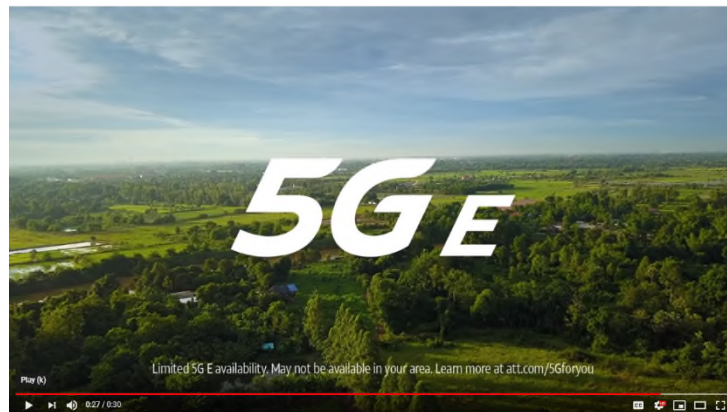 5G E
Limited 5G E availability. May not be available in your area. Learn more at att.com/5Gforyou
Play (k)
0:27 / 0:30